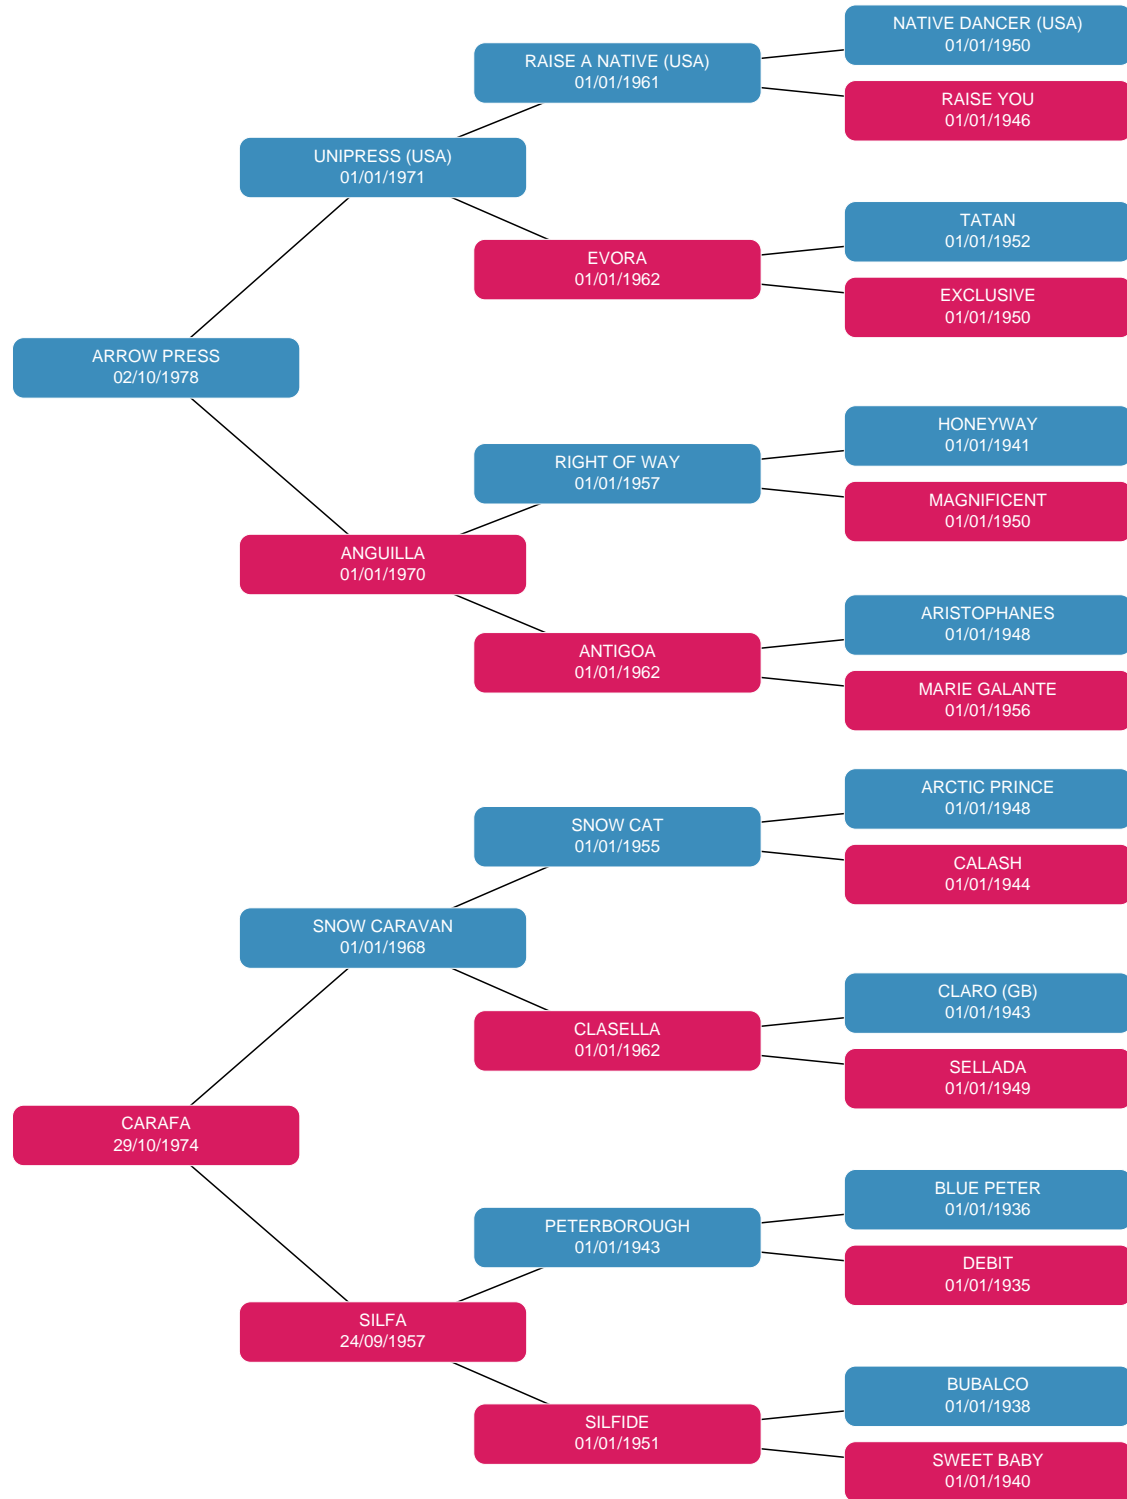 NATIVE DANCER (USA)
01/01/1950
RAISE A NATIVE (USA)
01/01/1961
RAISE YOU
01/01/1946
UNIPRESS (USA)
01/01/1971
TATAN
01/01/1952
EVORA
01/01/1962
EXCLUSIVE
01/01/1950
ARROW PRESS
02/10/1978
HONEYWAY
01/01/1941
RIGHT OF WAY
01/01/1957
MAGNIFICENT
01/01/1950
ANGUILLA
01/01/1970
ARISTOPHANES
01/01/1948
ANTIGOA
01/01/1962
MARIE GALANTE
01/01/1956
ARCTIC PRINCE
01/01/1948
SNOW CAT
01/01/1955
CALASH
01/01/1944
SNOW CARAVAN
01/01/1968
CLARO (GB)
01/01/1943
CLASELLA
01/01/1962
SELLADA
01/01/1949
CARAFA
29/10/1974
BLUE PETER
01/01/1936
PETERBOROUGH
01/01/1943
DEBIT
01/01/1935
SILFA
24/09/1957
BUBALCO
01/01/1938
SILFIDE
01/01/1951
SWEET BABY
01/01/1940